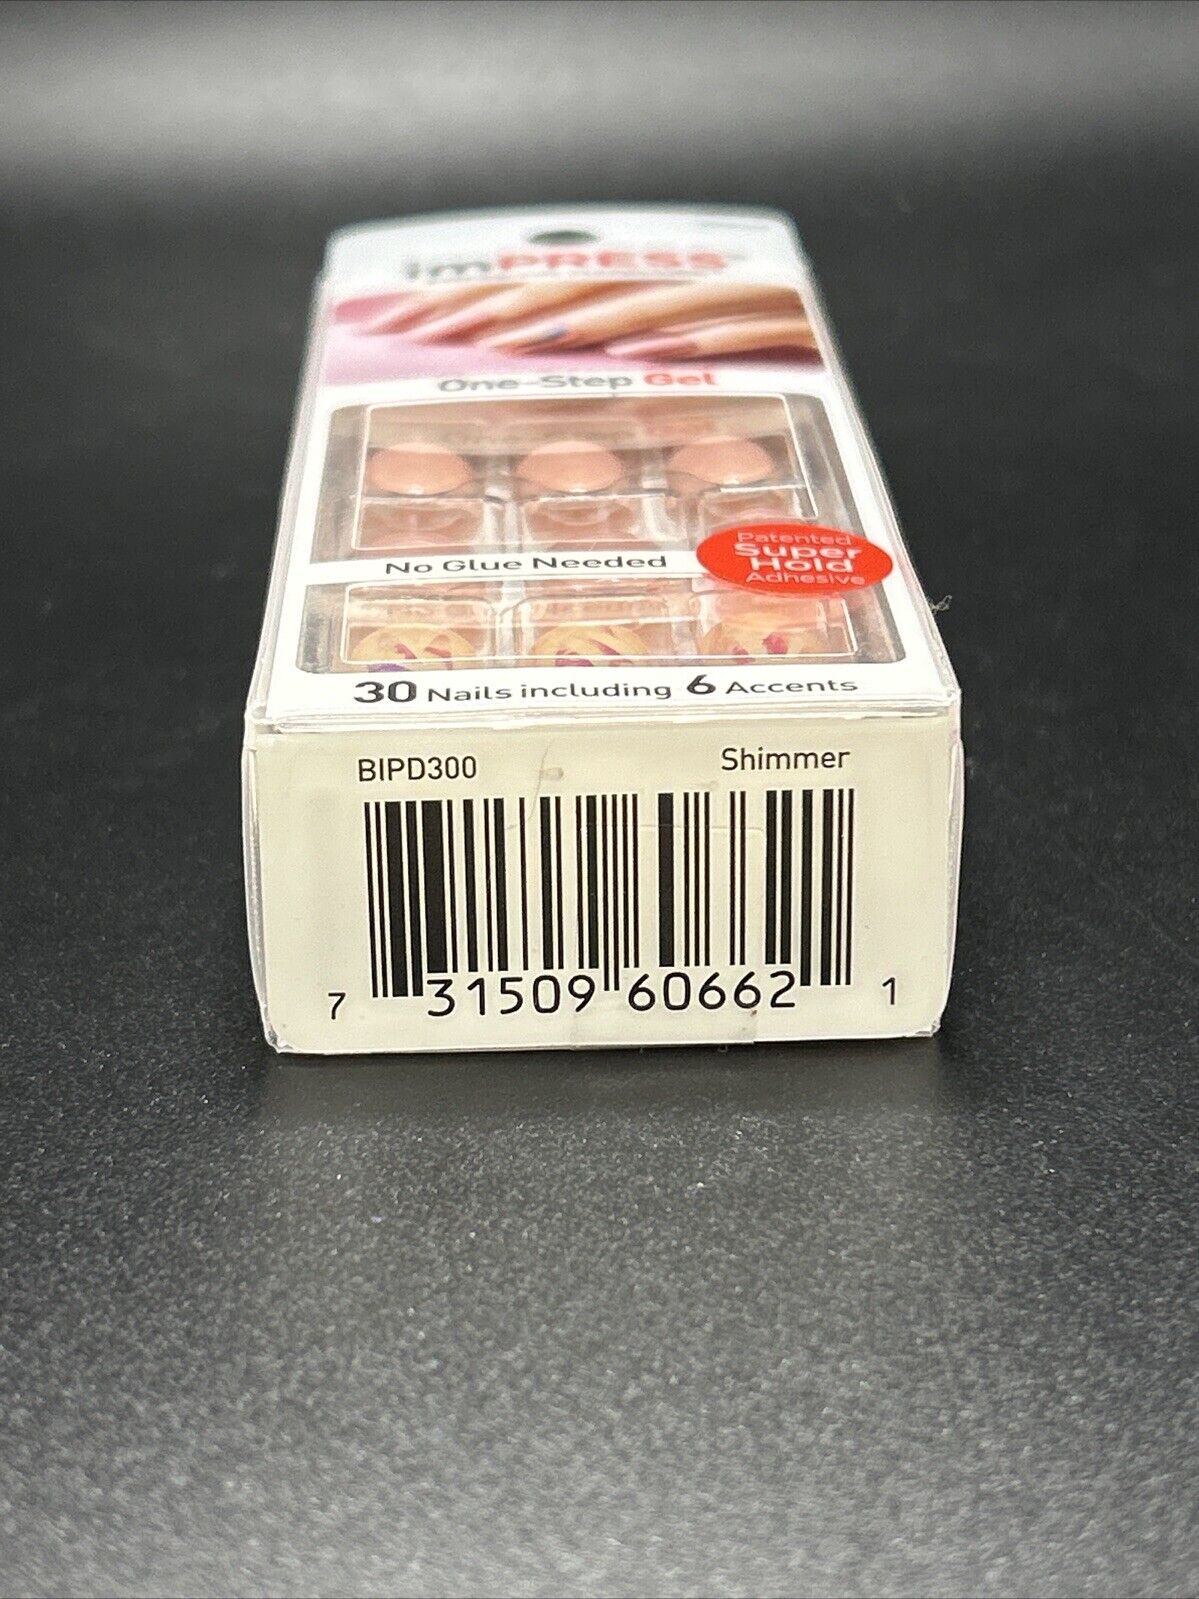 imPRESS
One-Step Gel
No Glue Needed
Patented
Super
Hold
Adhesive
30 Nails including 6 Accents
BIPD300 Shimmer
7 31509 60662 1